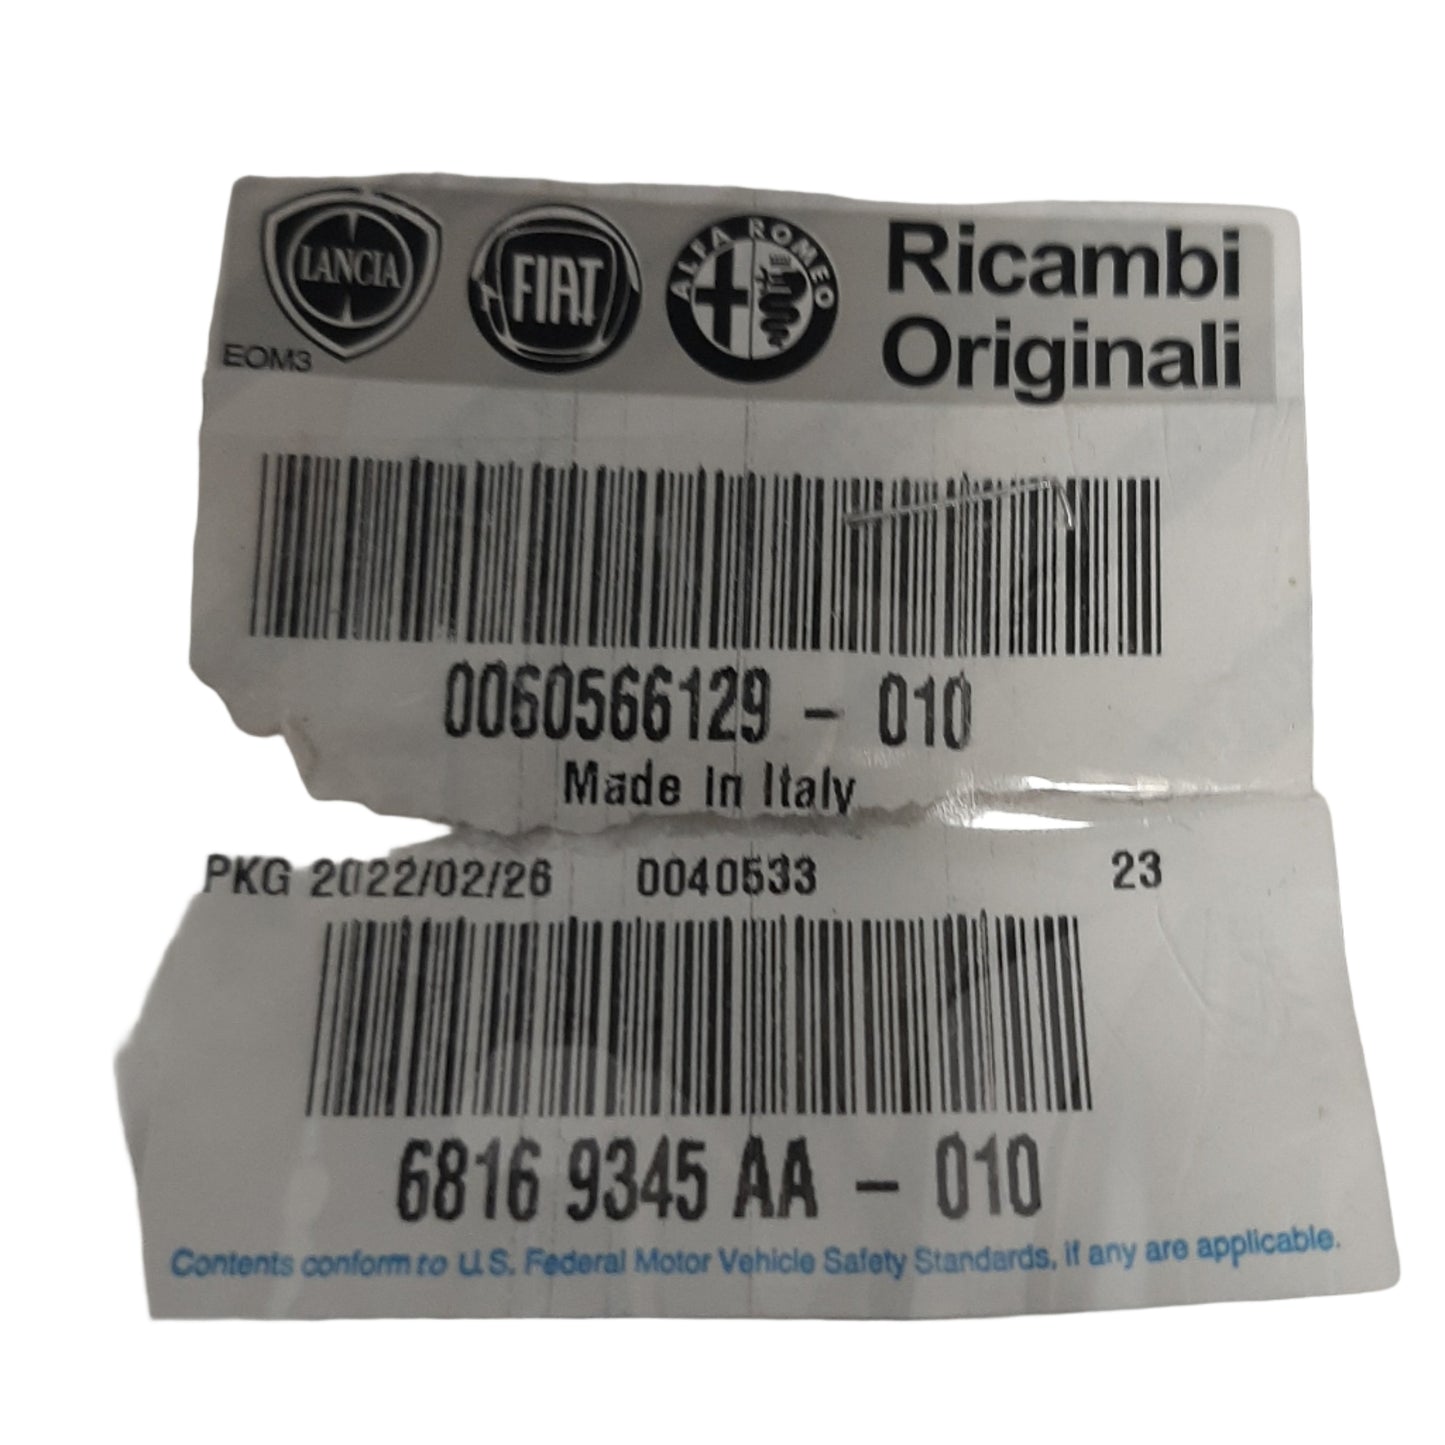 LANCIA FIAT ALFA ROMEO
Ricambi
Originali
EOM3
0060566129 - 010
Made In Italy
PKG 2022/02/26 0040533 23
6816 9345 AA - 010
Contents conform to U.S. Federal Motor Vehicle Safety Standards, if any are applicable.